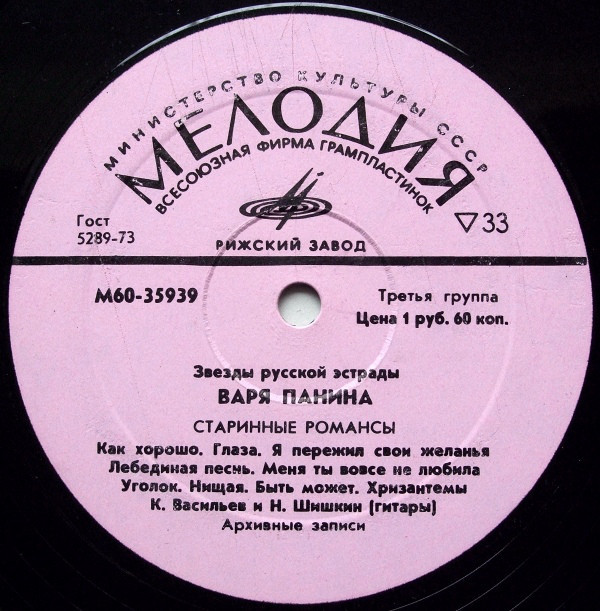 МИНИСТЕРСТВО КУЛЬТУРЫ СССР
МЕЛОДИЯ
ВСЕСОЮЗНАЯ ФИРМА ГРАМПЛАСТИНОК
Гост
5289-73
▽33
РИЖСКИЙ ЗАВОД
М60-35939
Третья группа
Цена 1 руб. 60 коп.
Звезды русской эстрады
ВАРЯ ПАНИНА
СТАРИННЫЕ РОМАНСЫ
Как хорошо. Глаза. Я пережил свои желанья
Лебединая песнь. Меня ты вовсе не любила
Уголок. Нищая. Быть может. Хризантемы
К. Васильев и Н. Шишкин (гитары)
Архивные записи